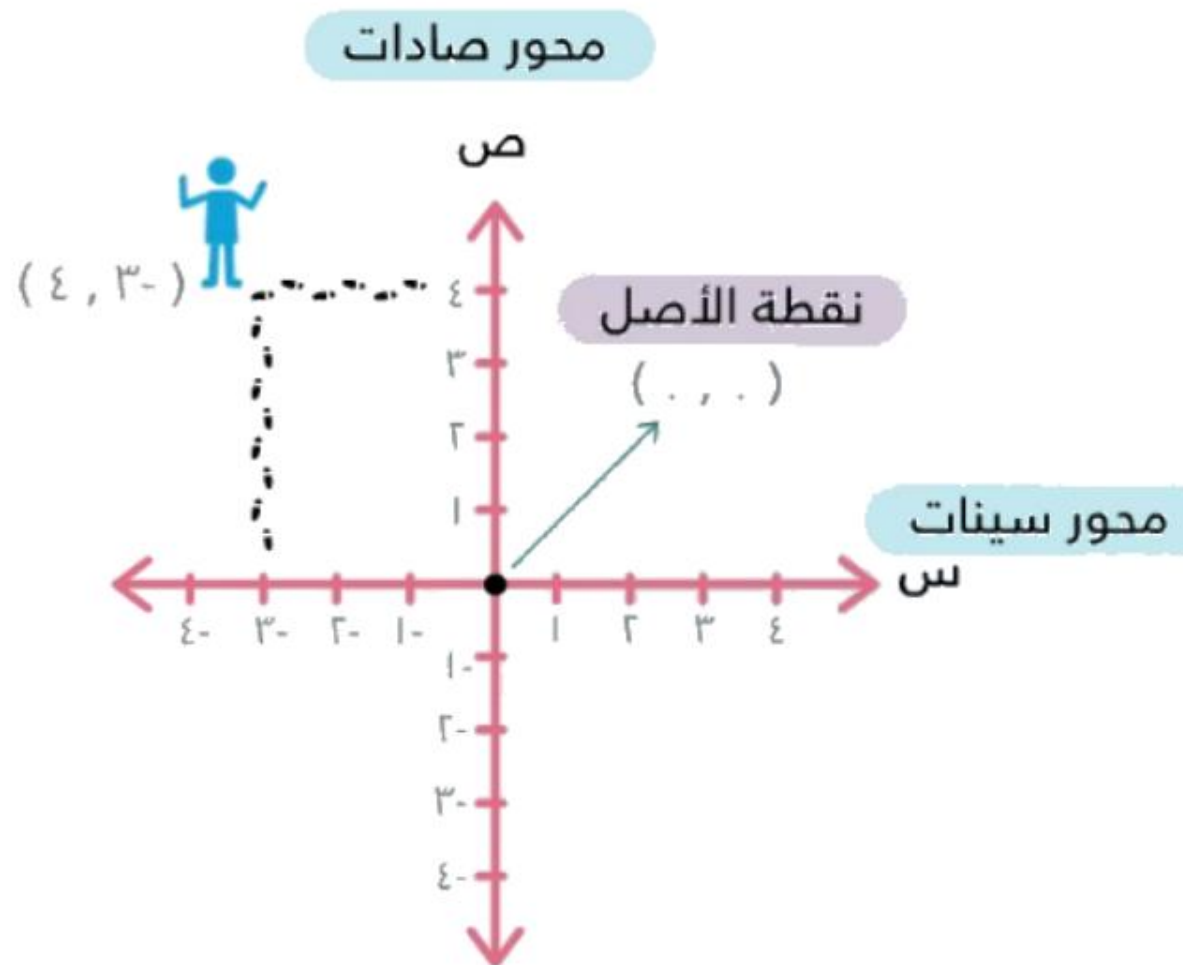 محور صادات
ص
(-٣ , ٤)
٤
نقطة الأصل
٣
(٠ , ٠)
٢
١
محور سينات
س
-٤ -٣ -٢ -١ ١ ٢ ٣ ٤
-١
-٢
-٣
-٤